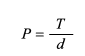 P = T / d